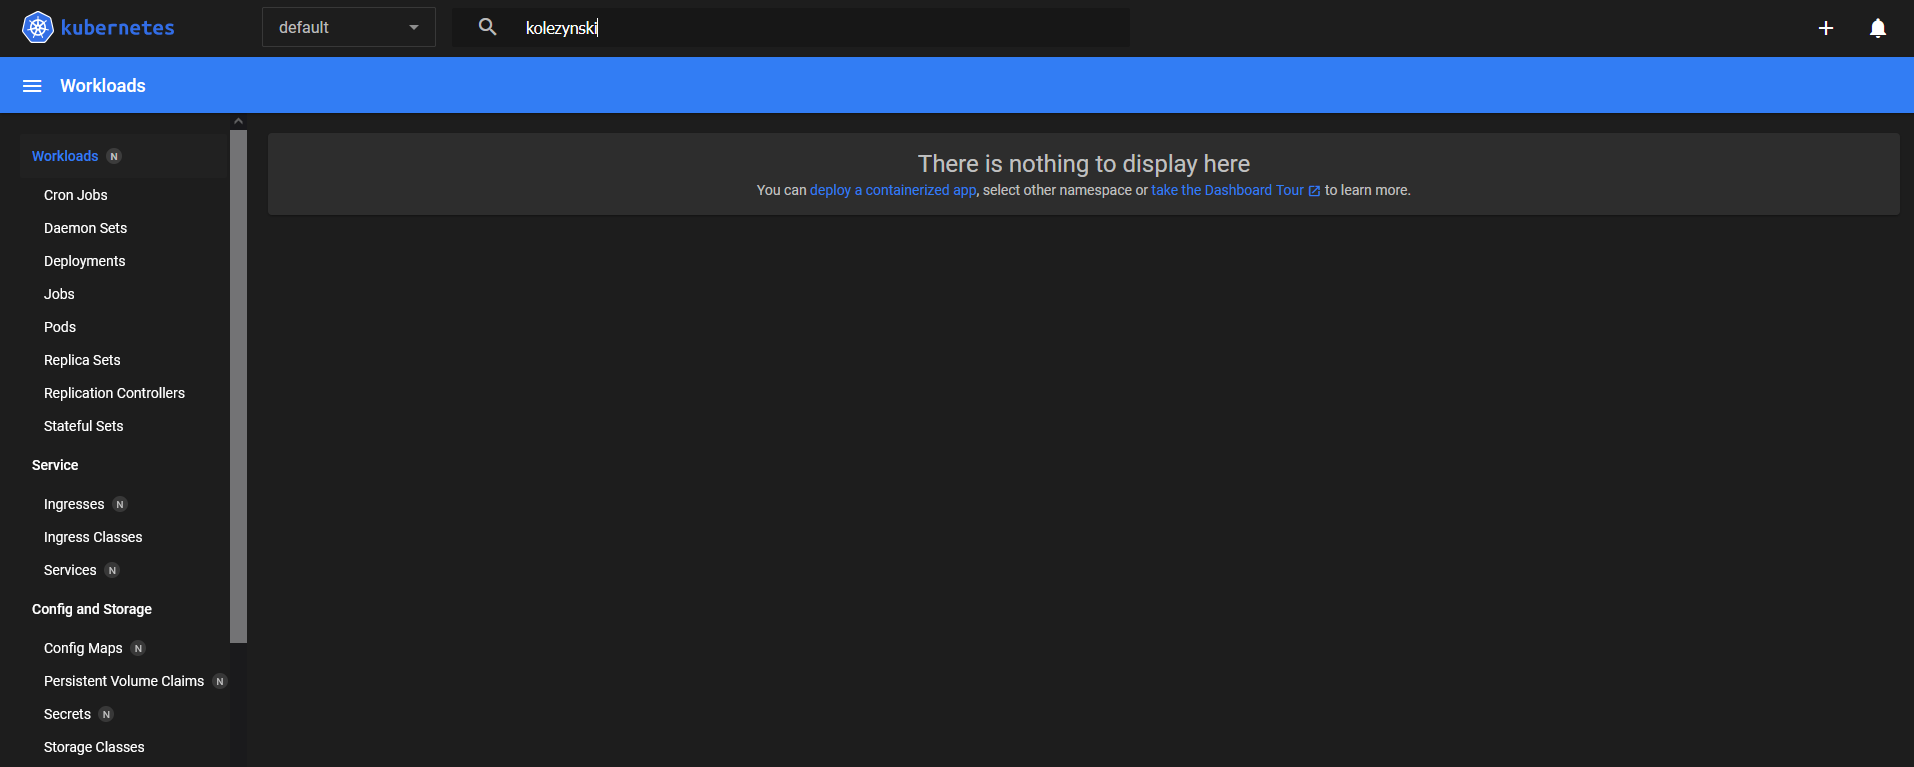 kubernetes
default
kolezynski
Workloads
Workloads N
Cron Jobs
Daemon Sets
Deployments
Jobs
Pods
Replica Sets
Replication Controllers
Stateful Sets
Service
Ingresses N
Ingress Classes
Services N
Config and Storage
Config Maps N
Persistent Volume Claims N
Secrets N
Storage Classes
There is nothing to display here
You can deploy a containerized app, select other namespace or take the Dashboard Tour to learn more.